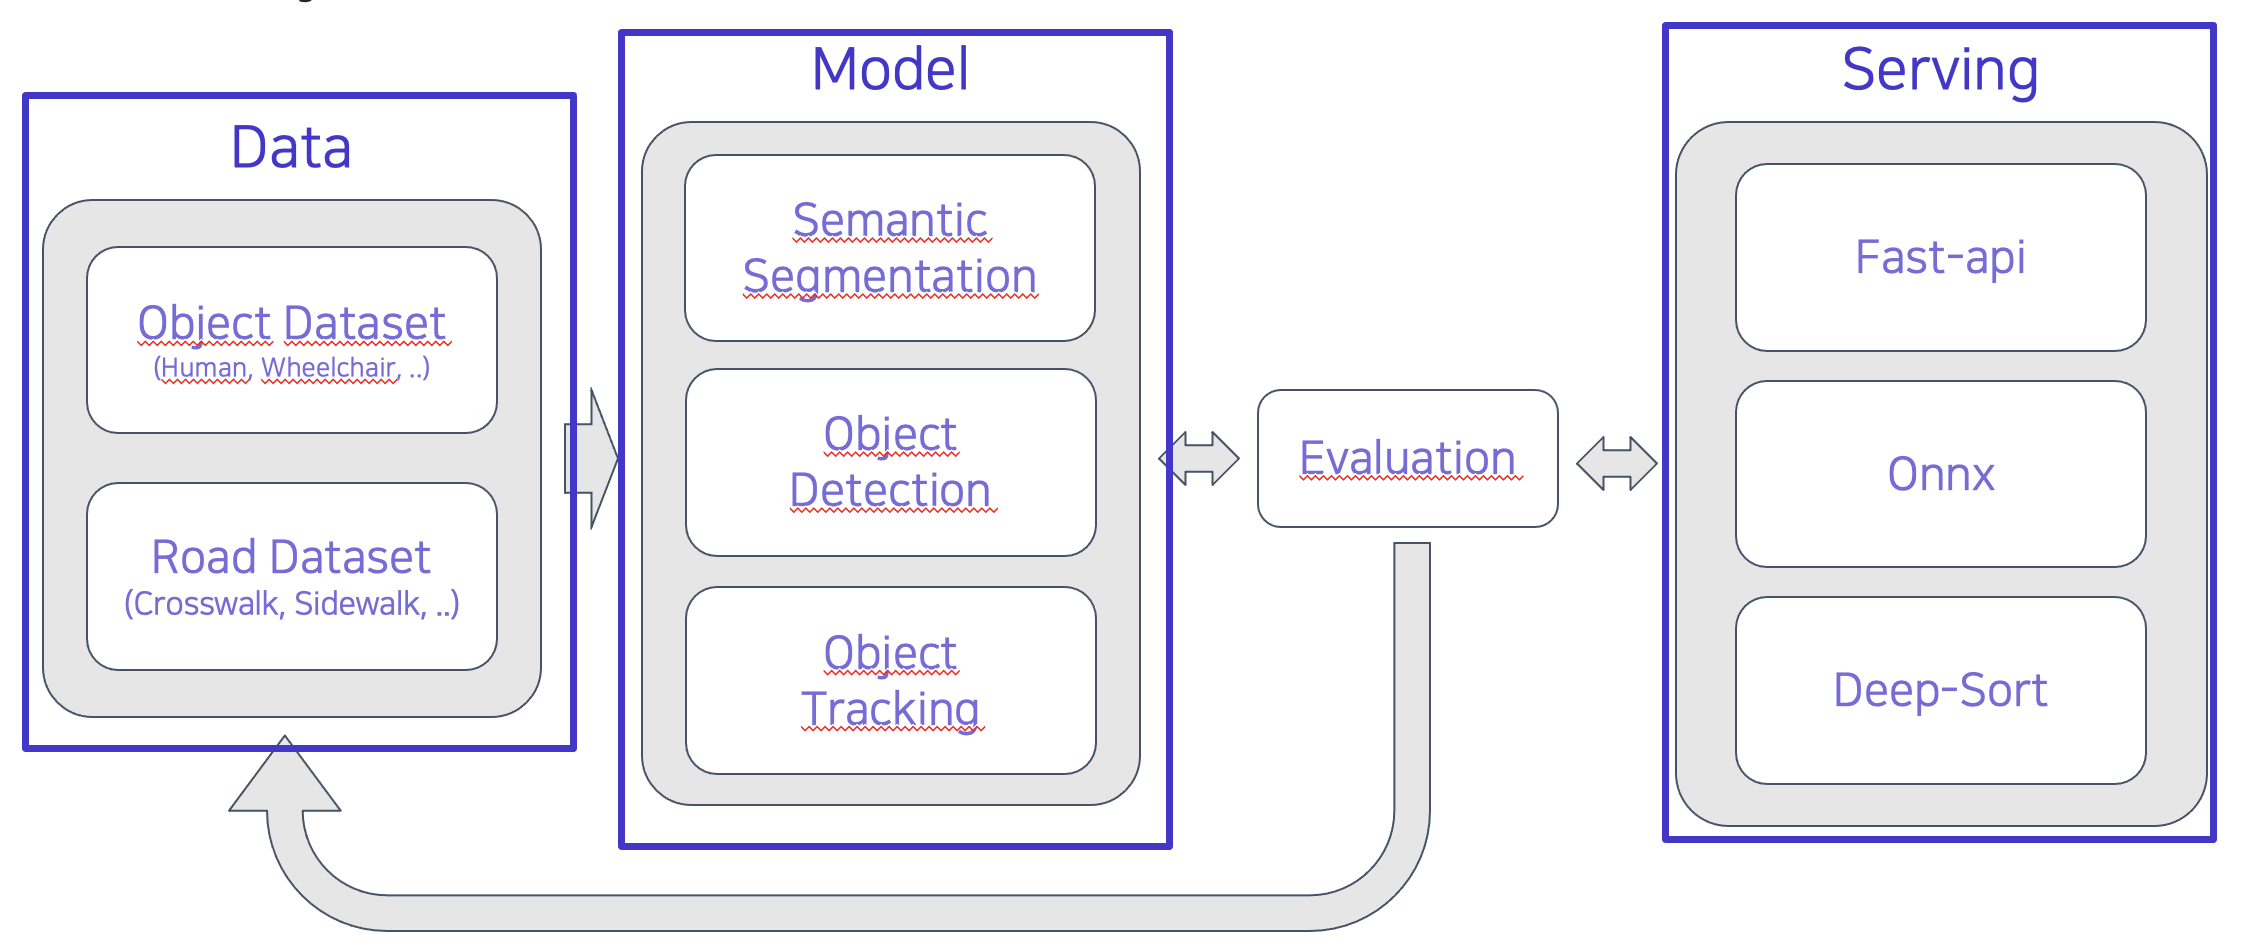 Data
Object Dataset
(Human, Wheelchair, ..)
Road Dataset
(Crosswalk, Sidewalk, ..)
Model
Semantic
Segmentation
Object
Detection
Object
Tracking
Evaluation
Serving
Fast-api
Onnx
Deep-Sort